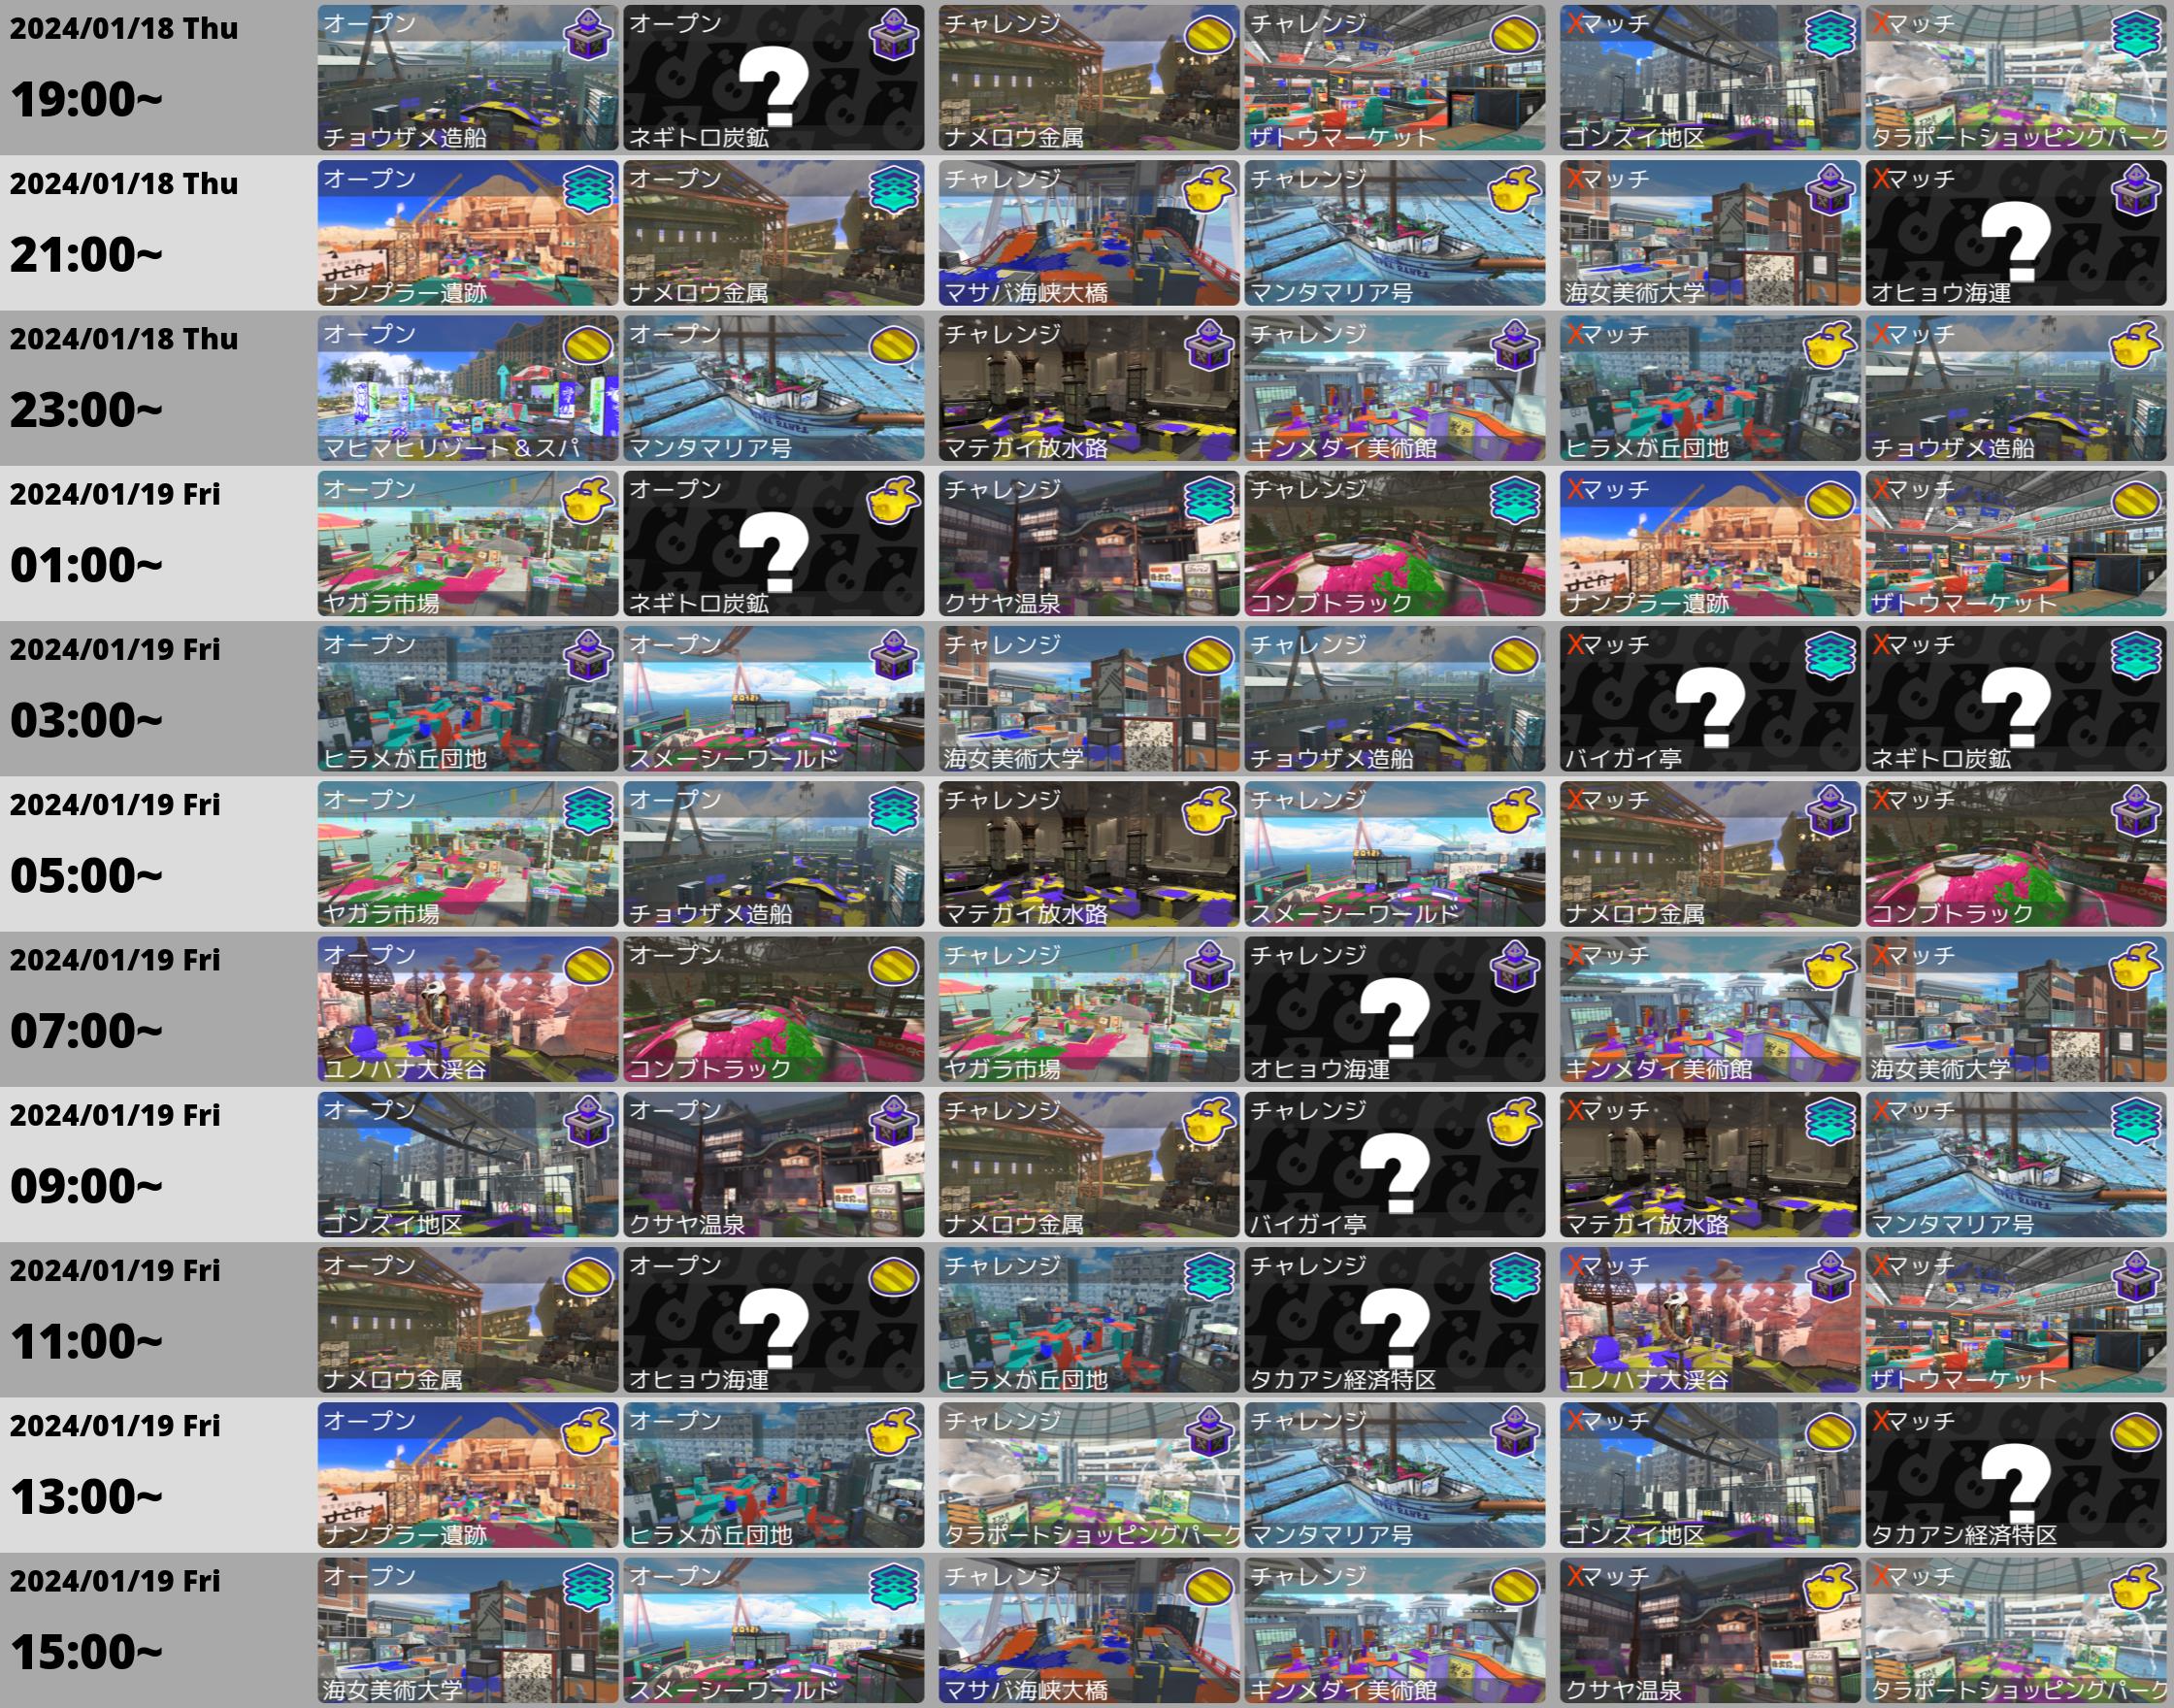 2024/01/18 Thu
19:00~
オープン オープン チャレンジ チャレンジ Xマッチ Xマッチ
チョウザメ造船 ネギトロ炭鉱 ナメロウ金属 ザトウマーケット ゴンズイ地区 タラポートショッピングパーク
2024/01/18 Thu
21:00~
オープン オープン チャレンジ チャレンジ Xマッチ Xマッチ
ナンプラー遺跡 ナメロウ金属 マサバ海峡大橋 マンタマリア号 海女美術大学 オヒョウ海運
2024/01/18 Thu
23:00~
オープン オープン チャレンジ チャレンジ Xマッチ Xマッチ
マヒマヒリゾート&スパ マンタマリア号 マテガイ放水路 キンメダイ美術館 ヒラメが丘団地 チョウザメ造船
2024/01/19 Fri
01:00~
オープン オープン チャレンジ チャレンジ Xマッチ Xマッチ
ヤガラ市場 ネギトロ炭鉱 クサヤ温泉 コンブトラック ナンプラー遺跡 ザトウマーケット
2024/01/19 Fri
03:00~
オープン オープン チャレンジ チャレンジ Xマッチ Xマッチ
ヒラメが丘団地 スメーシーワールド 海女美術大学 チョウザメ造船 バイガイ亭 ネギトロ炭鉱
2024/01/19 Fri
05:00~
オープン オープン チャレンジ チャレンジ Xマッチ Xマッチ
ヤガラ市場 チョウザメ造船 マテガイ放水路 スメーシーワールド ナメロウ金属 コンブトラック
2024/01/19 Fri
07:00~
オープン オープン チャレンジ チャレンジ Xマッチ Xマッチ
ユノハナ大渓谷 コンブトラック ヤガラ市場 オヒョウ海運 キンメダイ美術館 海女美術大学
2024/01/19 Fri
09:00~
オープン オープン チャレンジ チャレンジ Xマッチ Xマッチ
ゴンズイ地区 クサヤ温泉 ナメロウ金属 バイガイ亭 マテガイ放水路 マンタマリア号
2024/01/19 Fri
11:00~
オープン オープン チャレンジ チャレンジ Xマッチ Xマッチ
ナメロウ金属 オヒョウ海運 ヒラメが丘団地 タカアシ経済特区 ユノハナ大渓谷 ザトウマーケット
2024/01/19 Fri
13:00~
オープン オープン チャレンジ チャレンジ Xマッチ Xマッチ
ナンプラー遺跡 ヒラメが丘団地 タラポートショッピングパーク マンタマリア号 ゴンズイ地区 タカアシ経済特区
2024/01/19 Fri
15:00~
オープン オープン チャレンジ チャレンジ Xマッチ Xマッチ
海女美術大学 スメーシーワールド マサバ海峡大橋 キンメダイ美術館 クサヤ温泉 タラポートショッピングパーク